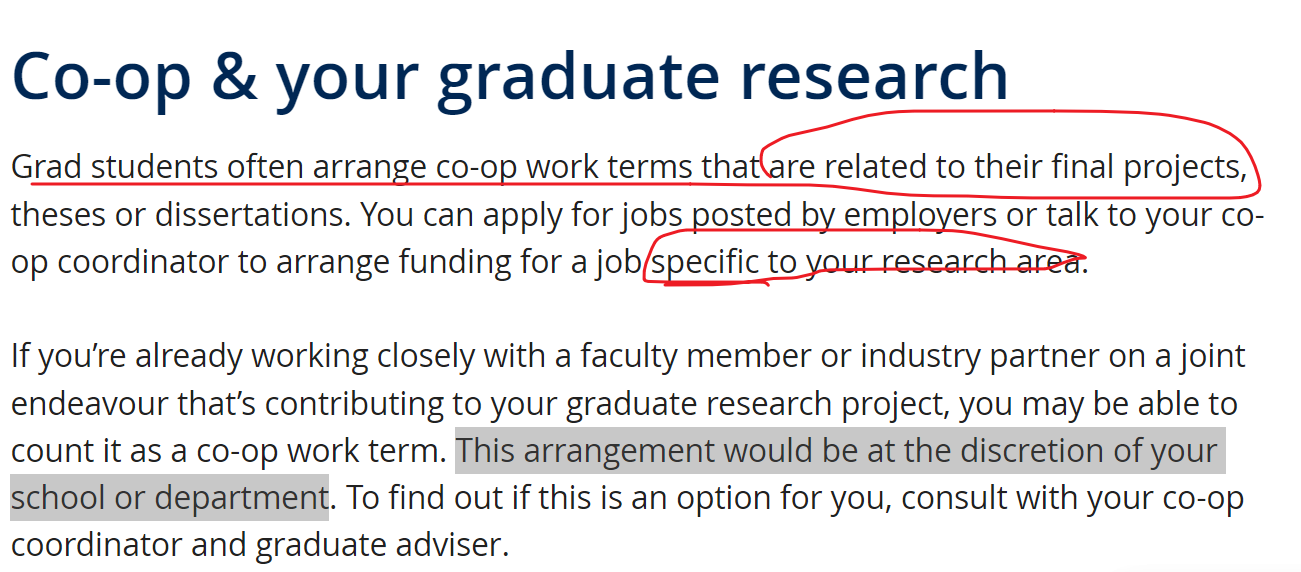 Co-op & your graduate research
Grad students often arrange co-op work terms that are related to their final projects,
theses or dissertations. You can apply for jobs posted by employers or talk to your co-
op coordinator to arrange funding for a job specific to your research area.
If you’re already working closely with a faculty member or industry partner on a joint
endeavour that’s contributing to your graduate research project, you may be able to
count it as a co-op work term. This arrangement would be at the discretion of your
school or department. To find out if this is an option for you, consult with your co-op
coordinator and graduate adviser.